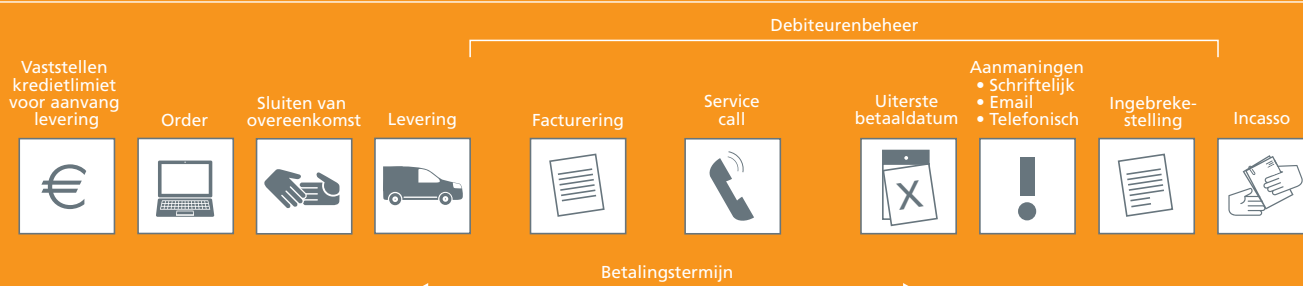 Debiteurenbeheer
Vaststellen
kredietlimiet
voor aanvang
levering
Order
Sluiten van
overeenkomst
Levering
Facturering
Service
call
Uiterste
betaaldatum
Aanmaningen
• Schriftelijk
• Email
• Telefonisch
Ingebreke-
stelling
Incasso
€
X
!
Betalingstermijn